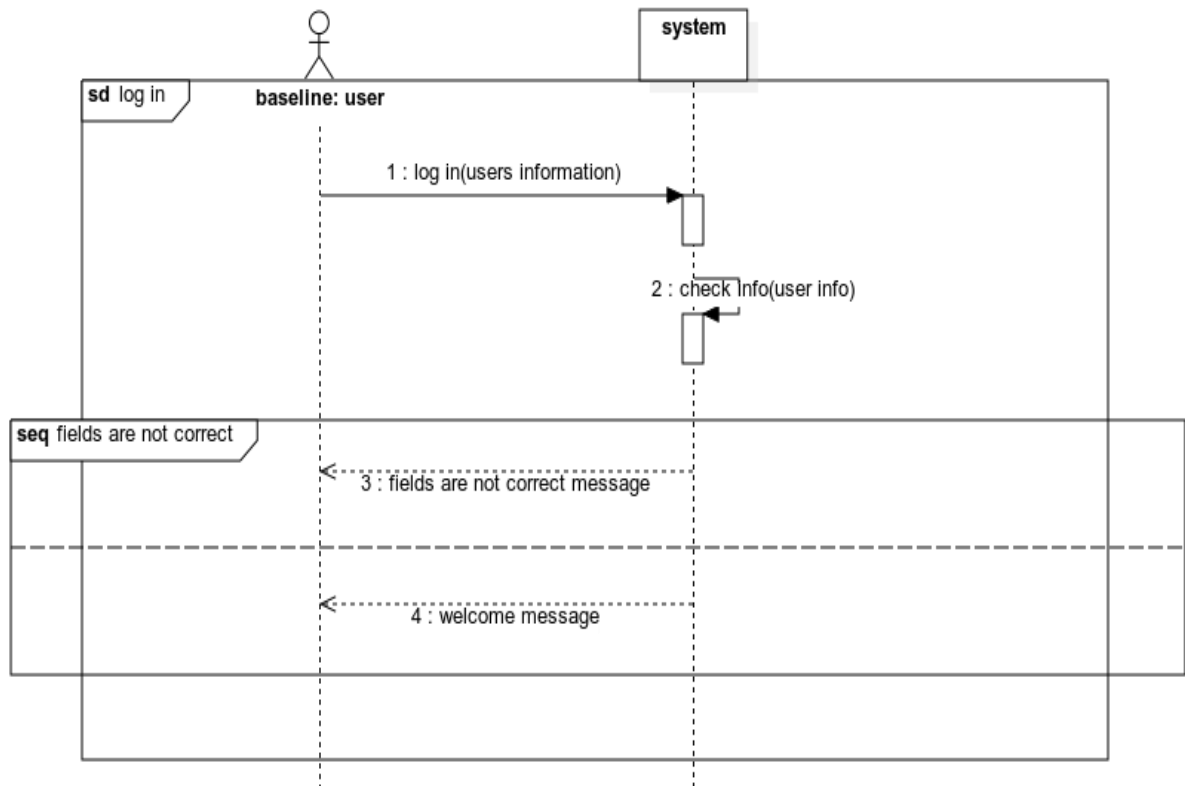 system
sd log in
baseline: user
1 : log in(users information)
2 : check info(user info)
seq fields are not correct
3 : fields are not correct message
4 : welcome message